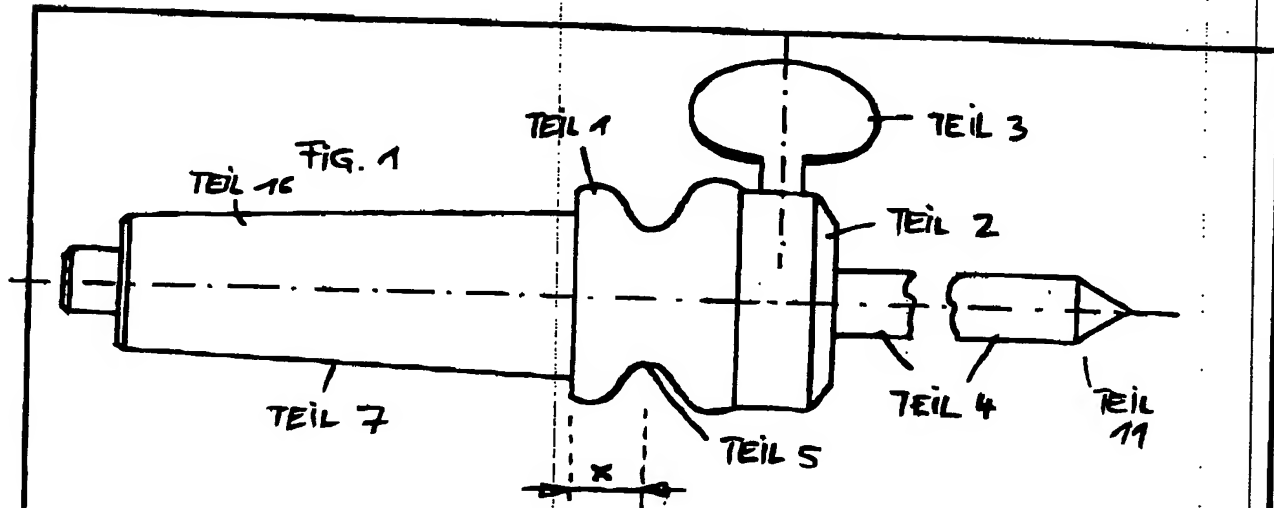 TEIL 1
TEIL 3
FIG. 1
TEIL 16
TEIL 2
TEIL 7
TEIL 4
TEIL
11
TEIL 5
x